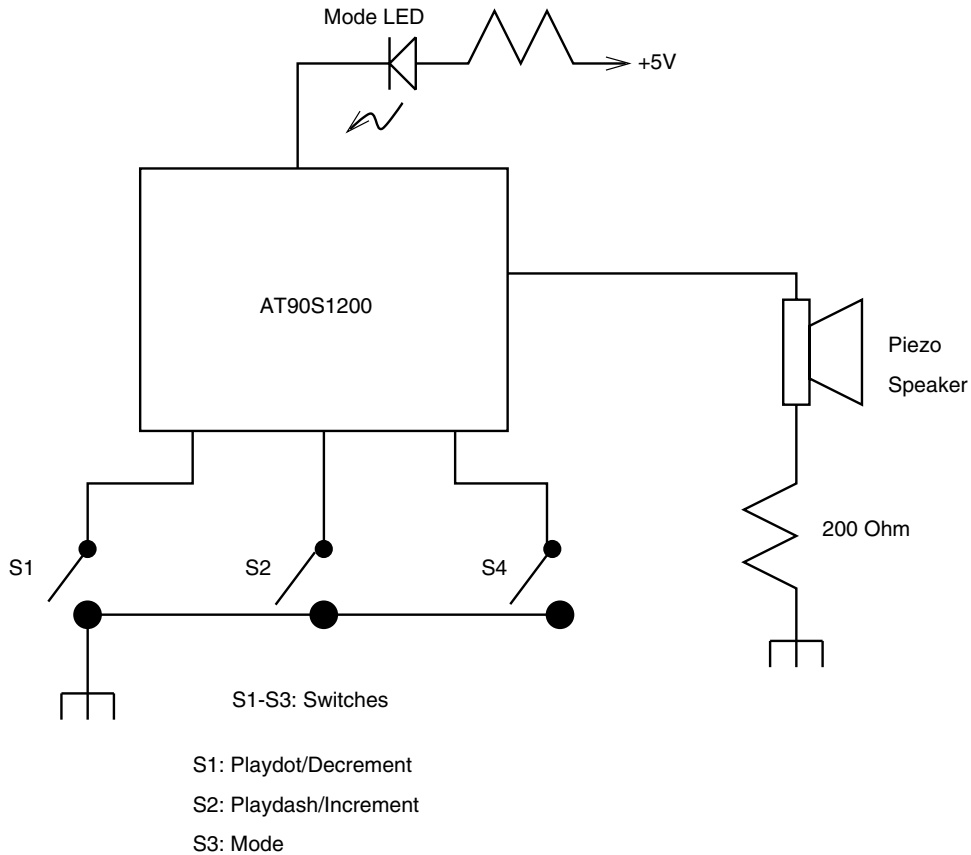 Mode LED
+5V
AT90S1200
Piezo
Speaker
200 Ohm
S1
S2
S4
S1-S3: Switches
S1: Playdot/Decrement
S2: Playdash/Increment
S3: Mode